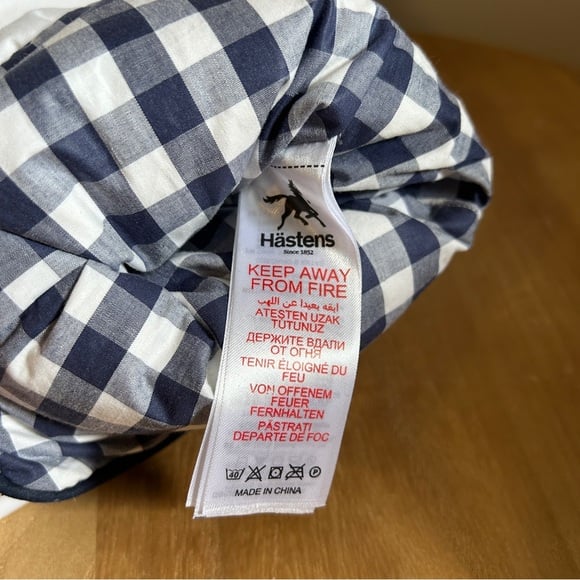 Hästens
Since 1852
KEEP AWAY
FROM FIRE
ابقه بعيدا عن اللهب
ATEŞTEN UZAK
TUTUNUZ
ДЕРЖИТЕ ВДАЛИ
ОТ ОГНЯ
TENIR ÉLOIGNÉ DU
FEU
VON OFFENEM
FEUER
FERNHALTEN
PĂSTRAȚI
DEPARTE DE FOC
40 P
MADE IN CHINA